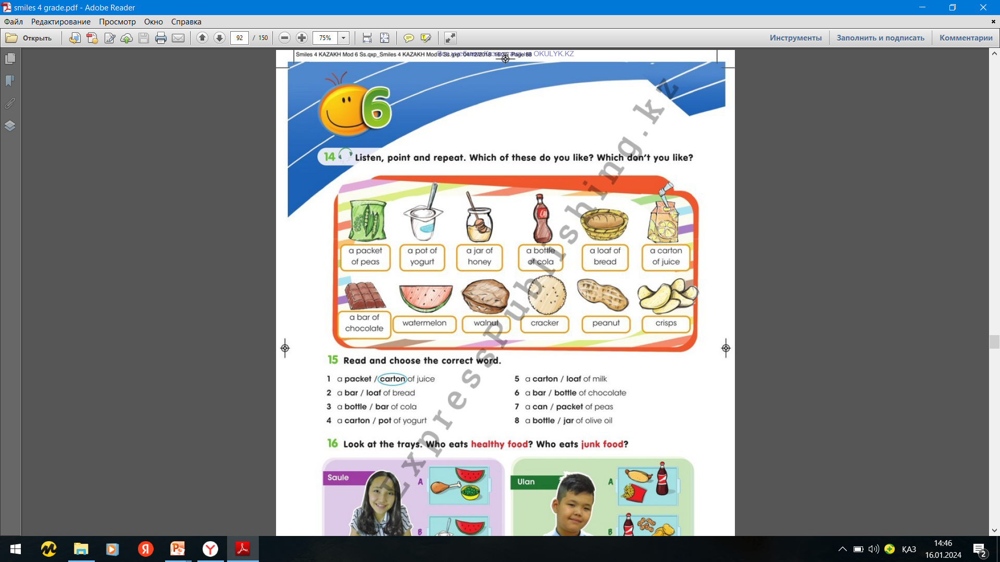 smiles 4 grade.pdf - Adobe Reader
Файл Редактирование Просмотр Окно Справка
Открыть 92 / 150 75% Инструменты Заполнить и подписать Комментарии
Smiles 4 KAZAKH Mod 6 Ss.qxp_Smiles 4 KAZAKH Mod 6 Ss.qxp 04/12/2018 16:36 Page 88
OKULYK.KZ
6
14 Listen, point and repeat. Which of these do you like? Which don't you like?
a packet of peas
a pot of yogurt
a jar of honey
a bottle of cola
a loaf of bread
a carton of juice
a bar of chocolate
watermelon
walnut
cracker
peanut
crisps
15 Read and choose the correct word.
1 a packet / carton of juice
2 a bar / loaf of bread
3 a bottle / bar of cola
4 a carton / pot of yogurt
5 a carton / loaf of milk
6 a bar / bottle of chocolate
7 a can / packet of peas
8 a bottle / jar of olive oil
16 Look at the trays. Who eats healthy food? Who eats junk food?
Saule
A
B
Ulan
A
B
ExpressPublishing.kz
ҚАЗ
14:46
16.01.2024
2